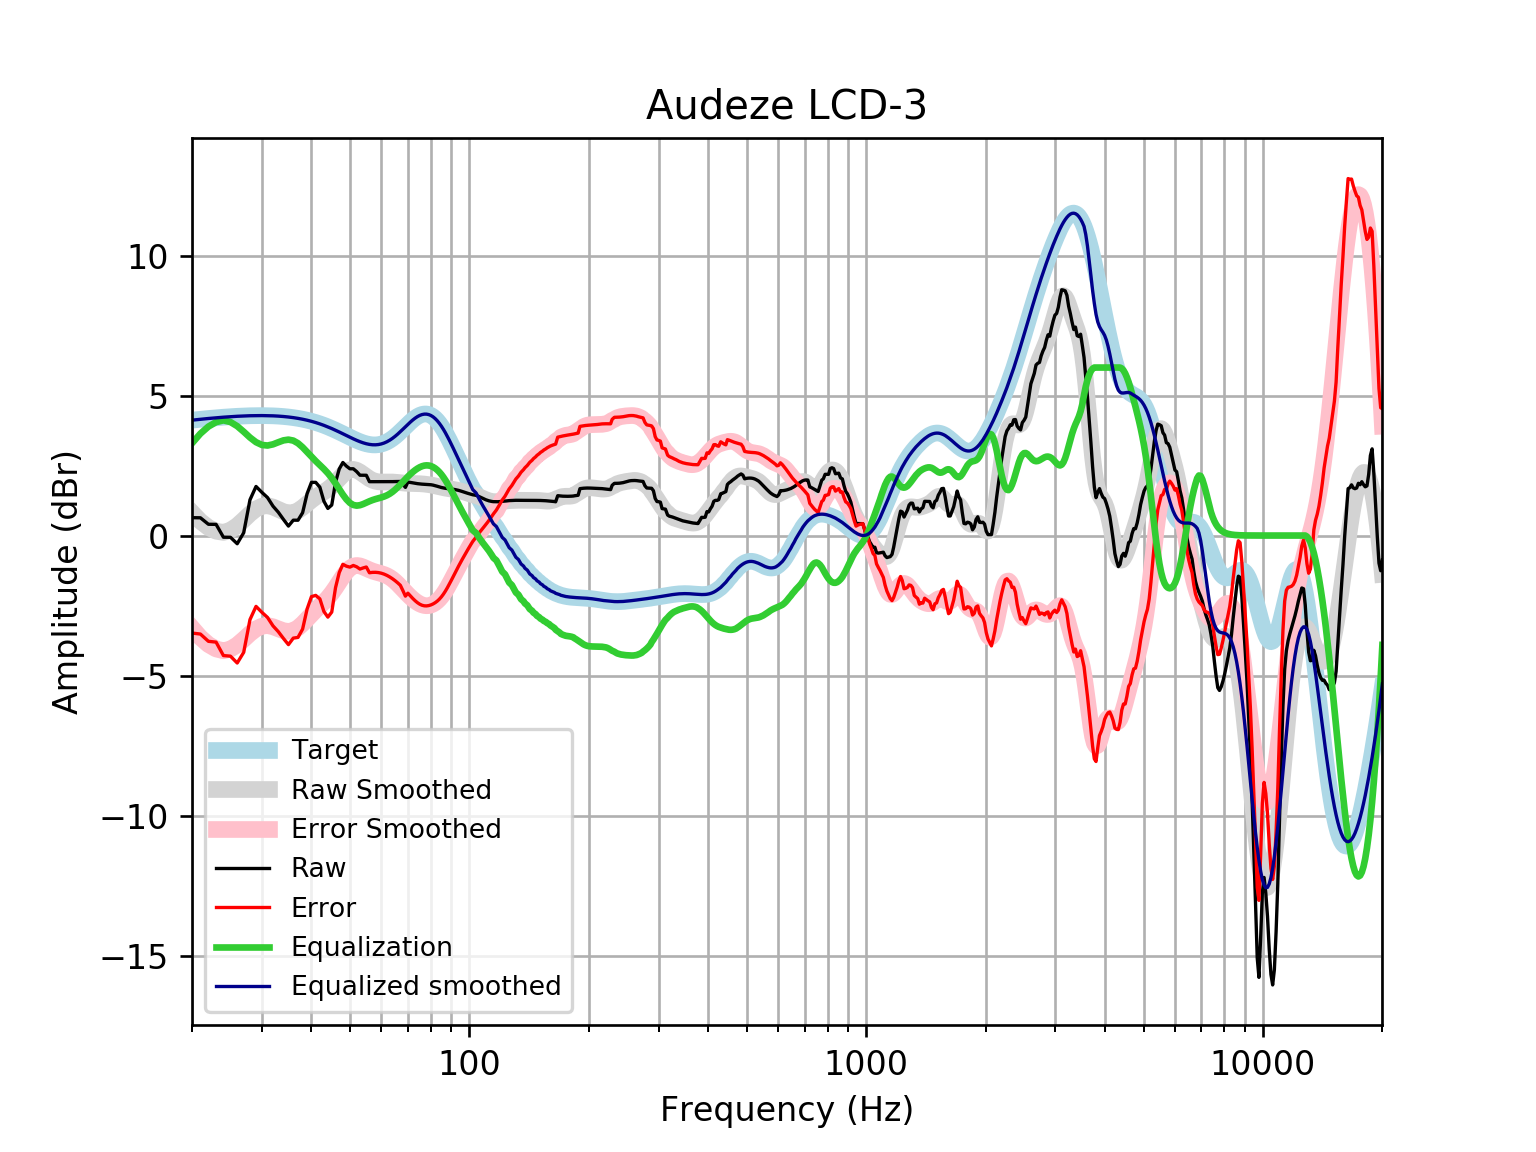 Audeze LCD-3
Amplitude (dBr)
10
5
0
−5
−10
−15
Target
Raw Smoothed
Error Smoothed
Raw
Error
Equalization
Equalized smoothed
100 1000 10000
Frequency (Hz)